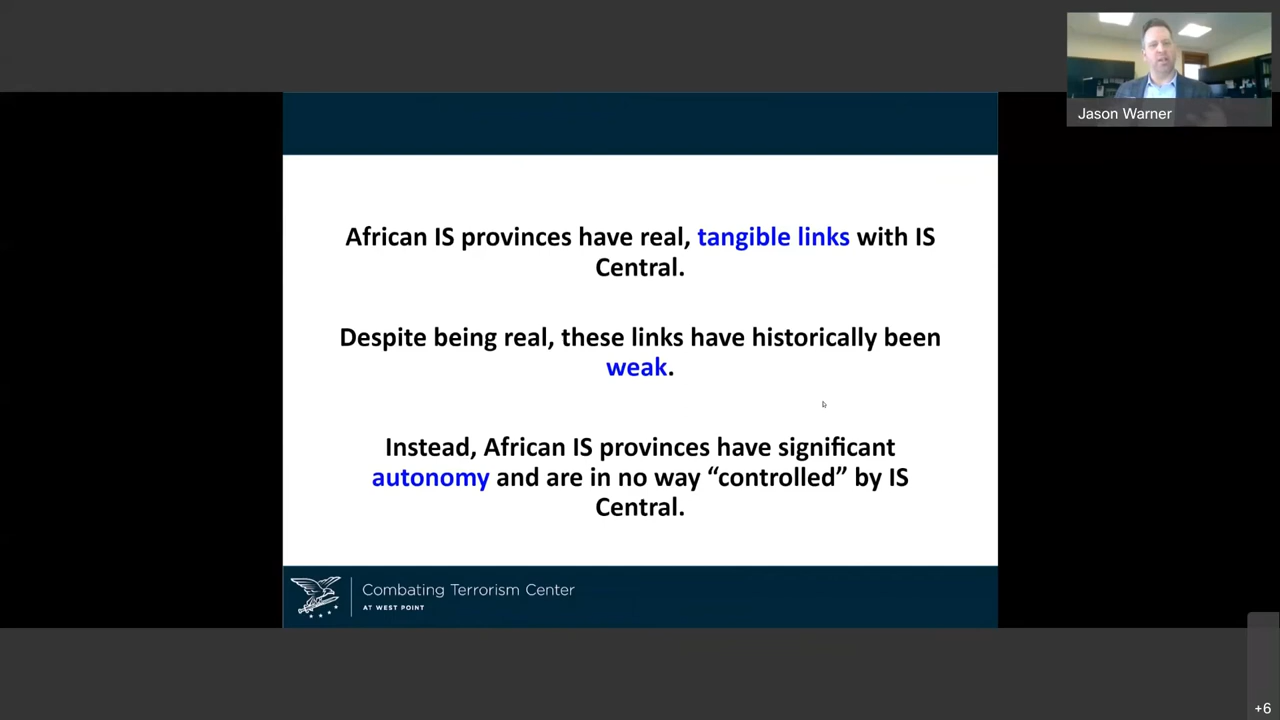 Jason Warner
African IS provinces have real, tangible links with IS
Central.
Despite being real, these links have historically been
weak.
Instead, African IS provinces have significant
autonomy and are in no way “controlled” by IS
Central.
Combating Terrorism Center
AT WEST POINT
+6